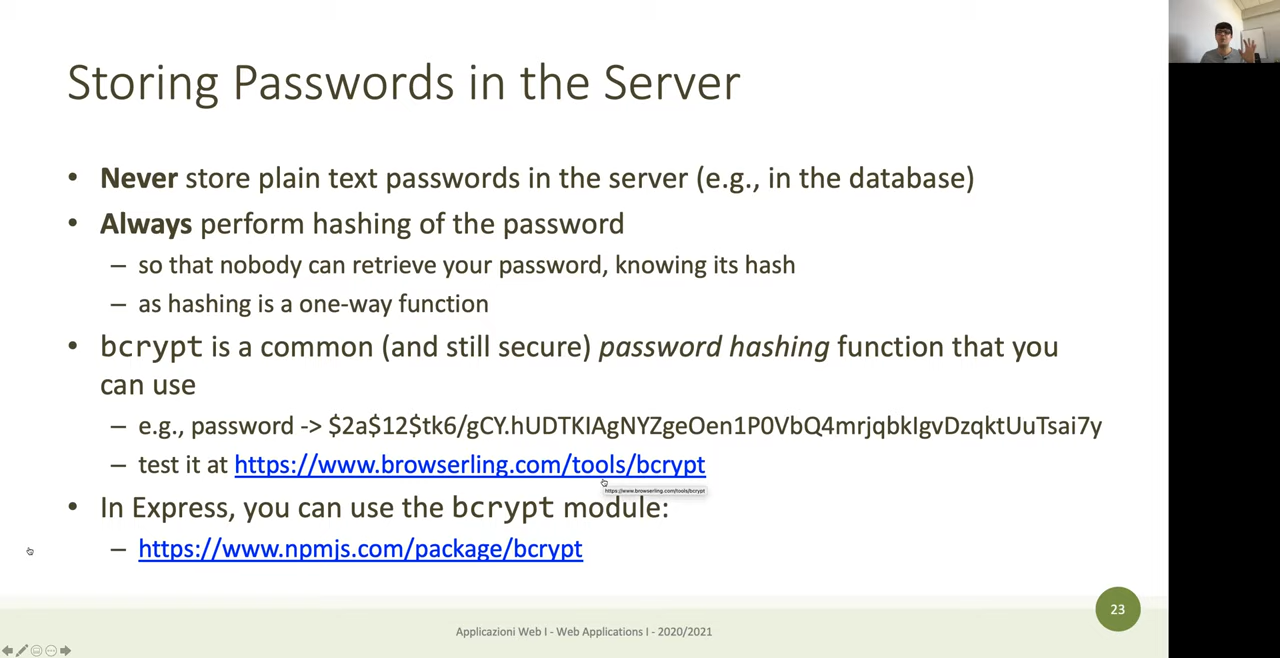 Storing Passwords in the Server
• Never store plain text passwords in the server (e.g., in the database)
• Always perform hashing of the password
– so that nobody can retrieve your password, knowing its hash
– as hashing is a one-way function
• bcrypt is a common (and still secure) password hashing function that you
can use
– e.g., password -> $2a$12$tk6/gCY.hUDTKIAgNYZgeOen1P0VbQ4mrjqbkIgvDzqktUuTsai7y
– test it at https://www.browserling.com/tools/bcrypt
https://www.browserling.com/tools/bcrypt
• In Express, you can use the bcrypt module:
– https://www.npmjs.com/package/bcrypt
23
Applicazioni Web I - Web Applications I - 2020/2021